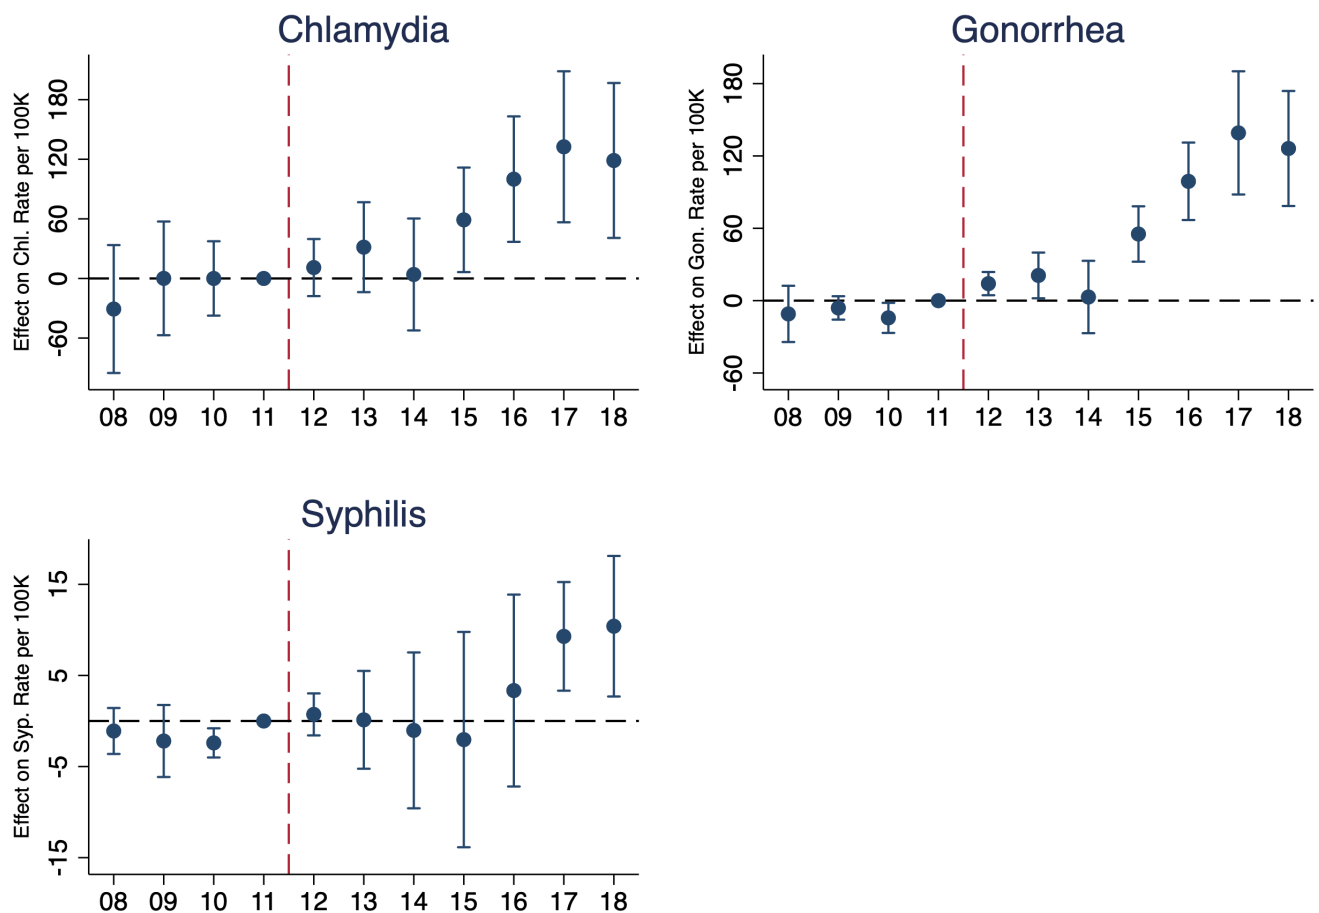 Chlamydia
Effect on Chl. Rate per 100K
180
120
60
0
-60
08 09 10 11 12 13 14 15 16 17 18
Gonorrhea
Effect on Gon. Rate per 100K
180
120
60
0
-60
08 09 10 11 12 13 14 15 16 17 18
Syphilis
Effect on Syp. Rate per 100K
15
5
-5
-15
08 09 10 11 12 13 14 15 16 17 18